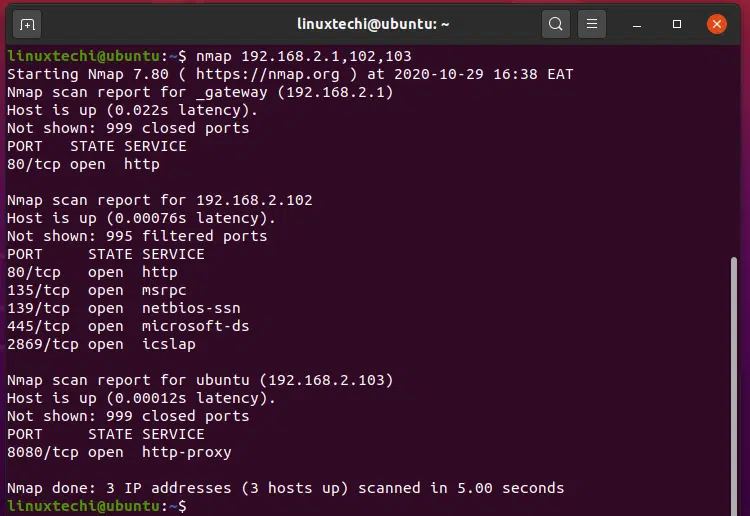 linuxtechi@ubuntu: ~
linuxtechi@ubuntu:~$ nmap 192.168.2.1,102,103
Starting Nmap 7.80 ( https://nmap.org ) at 2020-10-29 16:38 EAT
Nmap scan report for _gateway (192.168.2.1)
Host is up (0.022s latency).
Not shown: 999 closed ports
PORT   STATE SERVICE
80/tcp open  http
Nmap scan report for 192.168.2.102
Host is up (0.00076s latency).
Not shown: 995 filtered ports
PORT     STATE SERVICE
80/tcp   open  http
135/tcp  open  msrpc
139/tcp  open  netbios-ssn
445/tcp  open  microsoft-ds
2869/tcp open  icslap
Nmap scan report for ubuntu (192.168.2.103)
Host is up (0.00012s latency).
Not shown: 999 closed ports
PORT     STATE SERVICE
8080/tcp open  http-proxy
Nmap done: 3 IP addresses (3 hosts up) scanned in 5.00 seconds
linuxtechi@ubuntu:~$